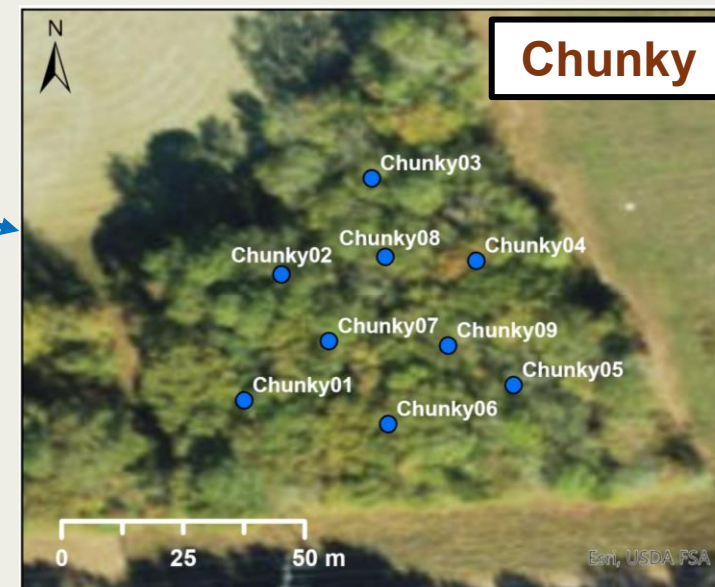 N
Chunky
Chunky03
Chunky08
Chunky02
Chunky04
Chunky07
Chunky09
Chunky01
Chunky05
Chunky06
0 25 50 m
Esri, USDA FSA